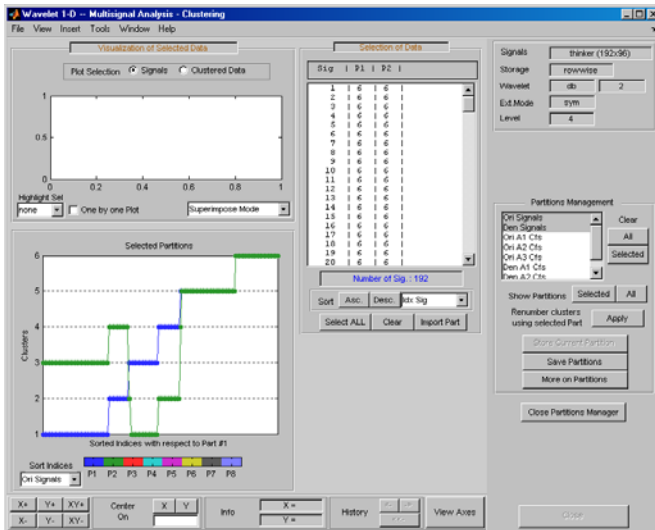 Wavelet 1-D -- Multisignal Analysis - Clustering
File View Insert Tools Window Help
Visualization of Selected Data
Plot Selection Signals Clustered Data
1
0.5
0
0 0.2 0.4 0.6 0.8 1
Highlight Sel
none One by one Plot Superimpose Mode
Selected Partitions
6
5
4
3
2
1
Clusters
Sorted Indices with respect to Part #1
Sort Indices
Ori Signals
P1 P2 P3 P4 P5 P6 P7 P8
Selection of Data
Sig | P1 | P2 |
1 | 6 | 6 |
2 | 6 | 6 |
3 | 6 | 6 |
4 | 6 | 6 |
5 | 6 | 6 |
6 | 6 | 6 |
7 | 6 | 6 |
8 | 6 | 6 |
9 | 6 | 6 |
10 | 6 | 6 |
11 | 6 | 6 |
12 | 6 | 6 |
13 | 6 | 6 |
14 | 6 | 6 |
15 | 6 | 6 |
16 | 6 | 6 |
17 | 6 | 6 |
18 | 6 | 6 |
19 | 6 | 6 |
20 | 6 | 6 |
Number of Sig. : 192
Sort Asc. Desc. Idx Sig
Select ALL Clear Import Part
Signals thinker (192x96)
Storage rowwise
Wavelet db 2
Ext.Mode sym
Level 4
Partitions Management
Ori Signals
Den Signals
Ori A1 Cfs
Ori A2 Cfs
Ori A3 Cfs
Den A1 Cfs
Den A2 Cfs
Clear
All
Selected
Show Partitions Selected All
Renumber clusters
using selected Part Apply
Store Current Partition
Save Partitions
More on Partitions
Close Partitions Manager
X+ Y+ XY+
X- Y- XY-
Center
On
X Y
Info
X =
Y =
History
<- ->
<<-
View Axes
Close